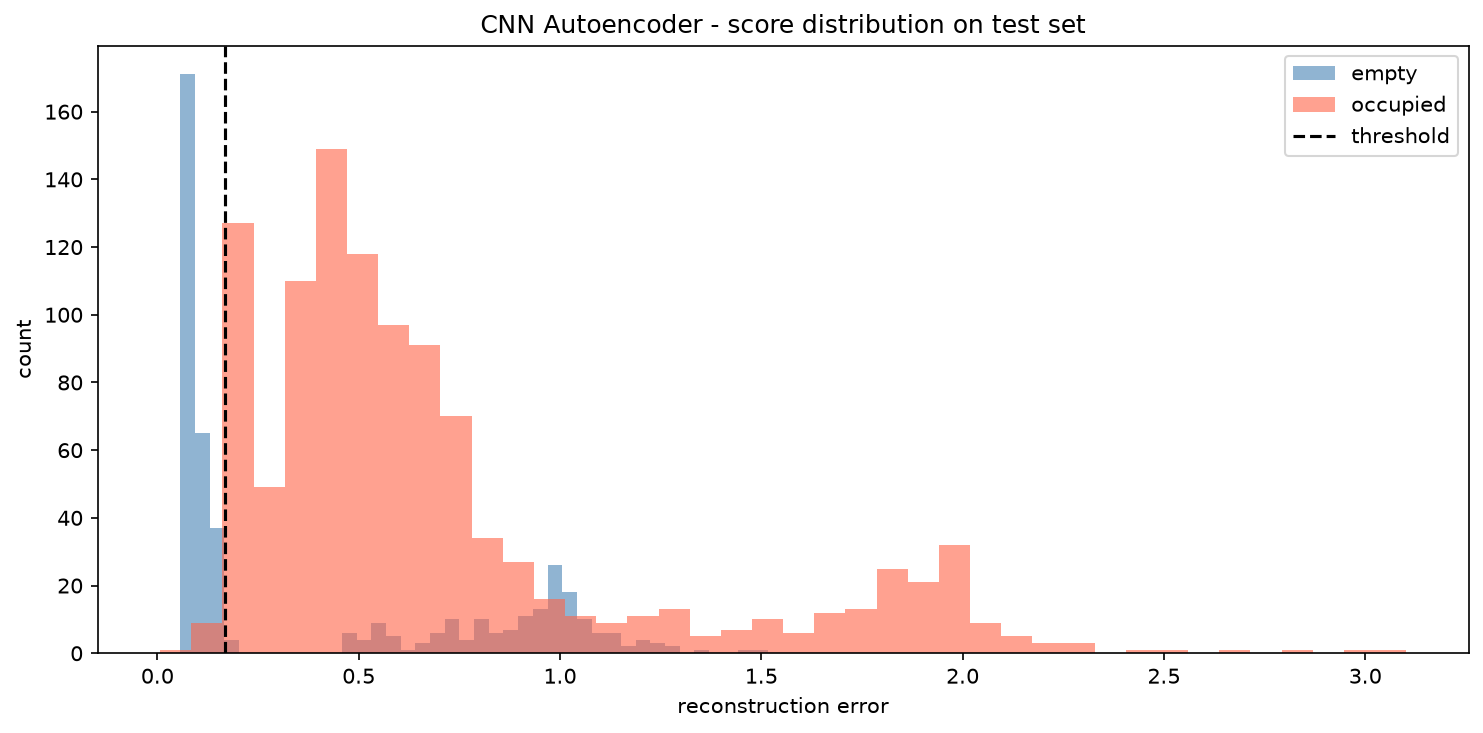 CNN Autoencoder - score distribution on test set
empty
occupied
threshold
count
160
140
120
100
80
60
40
20
0
0.0 0.5 1.0 1.5 2.0 2.5 3.0
reconstruction error